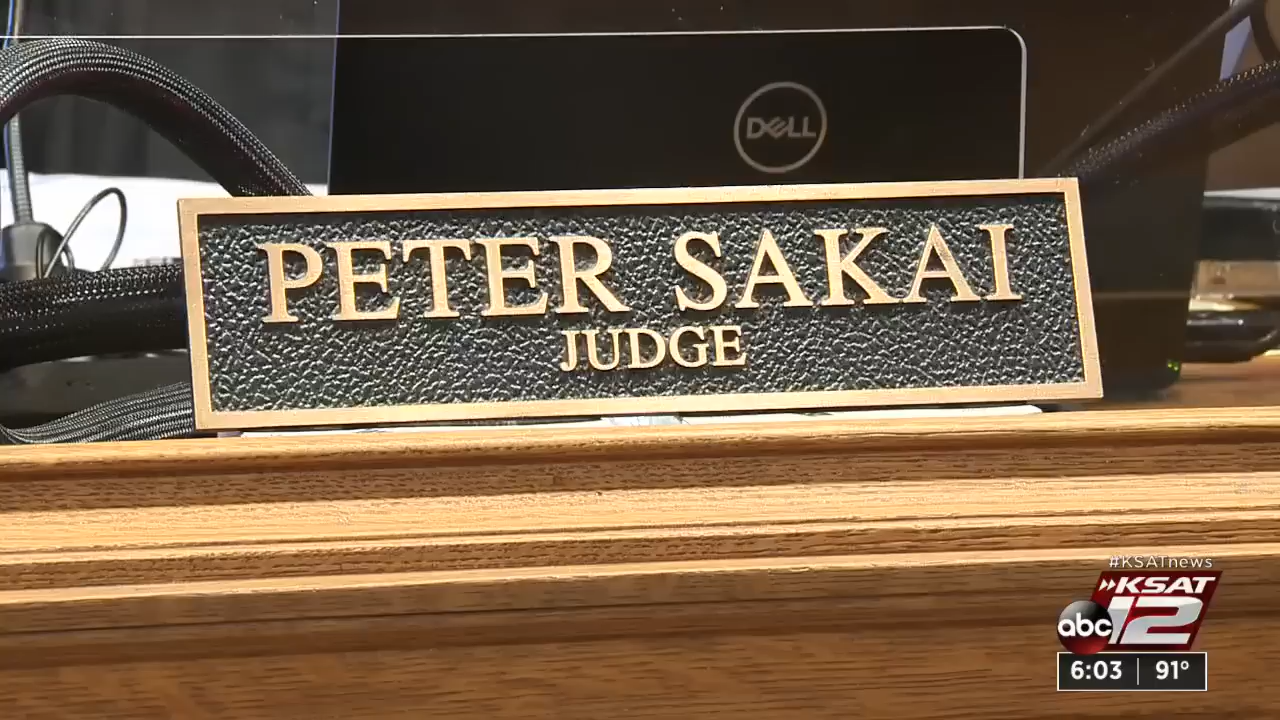 DELL
PETER SAKAI
JUDGE
#KSATnews
KSAT
abc 12
6:03 | 91°